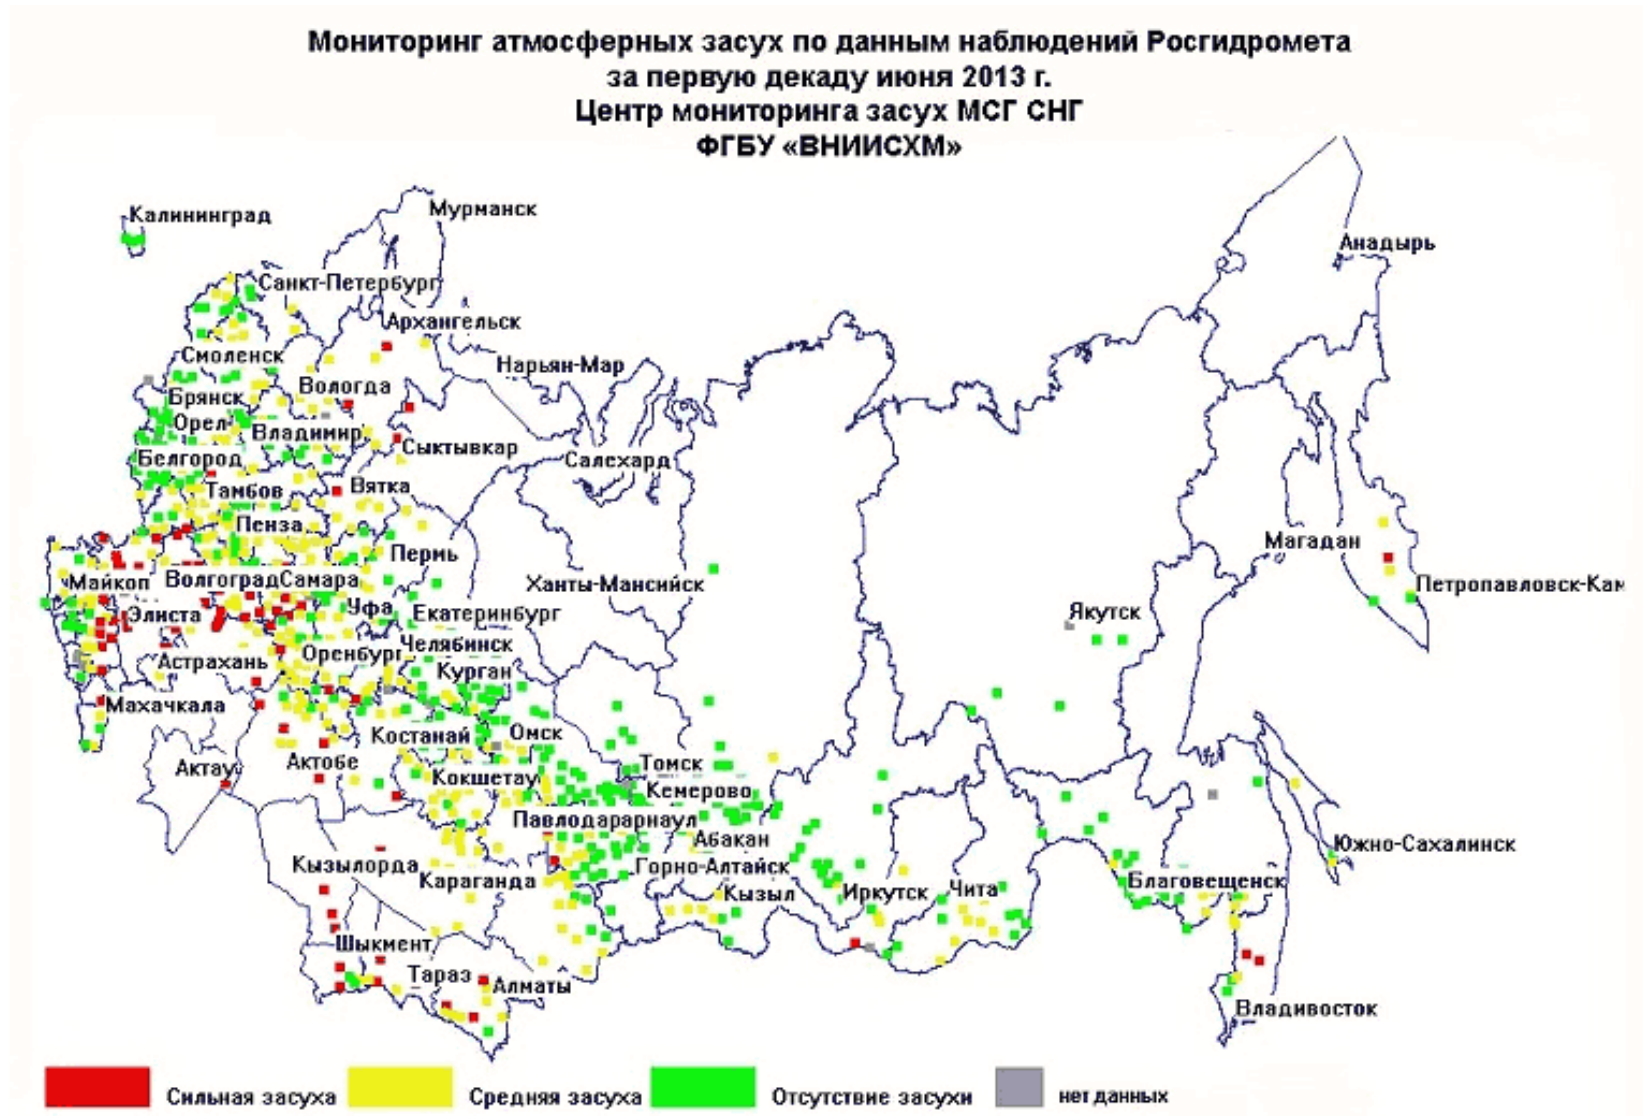 Мониторинг атмосферных засух по данным наблюдений Росгидромета
за первую декаду июня 2013 г.
Центр мониторинга засух МСГ СНГ
ФГБУ «ВНИИСХМ»
Калининград
Мурманск
Анадырь
Санкт-Петербург
Архангельск
Смоленск
Нарьян-Мар
Вологда
Брянск
Орел
Владимир
Сыктывкар
Белгород
Салехард
Тамбов
Вятка
Пенза
Магадан
Пермь
Майкоп
Волгоград
Самара
Ханты-Мансийск
Петропавловск-Кам
Элиста
Уфа
Екатеринбург
Якутск
Челябинск
Астрахань
Оренбург
Курган
Махачкала
Костанай
Омск
Актау
Актобе
Томск
Кокшетау
Кемерово
Павлодарарнаул
Абакан
Южно-Сахалинск
Кызылорда
Горно-Алтайск
Караганда
Кызыл
Иркутск
Чита
Благовещенск
Шыкмент
Тараз
Алматы
Владивосток
Сильная засуха
Средняя засуха
Отсутствие засухи
нет данных